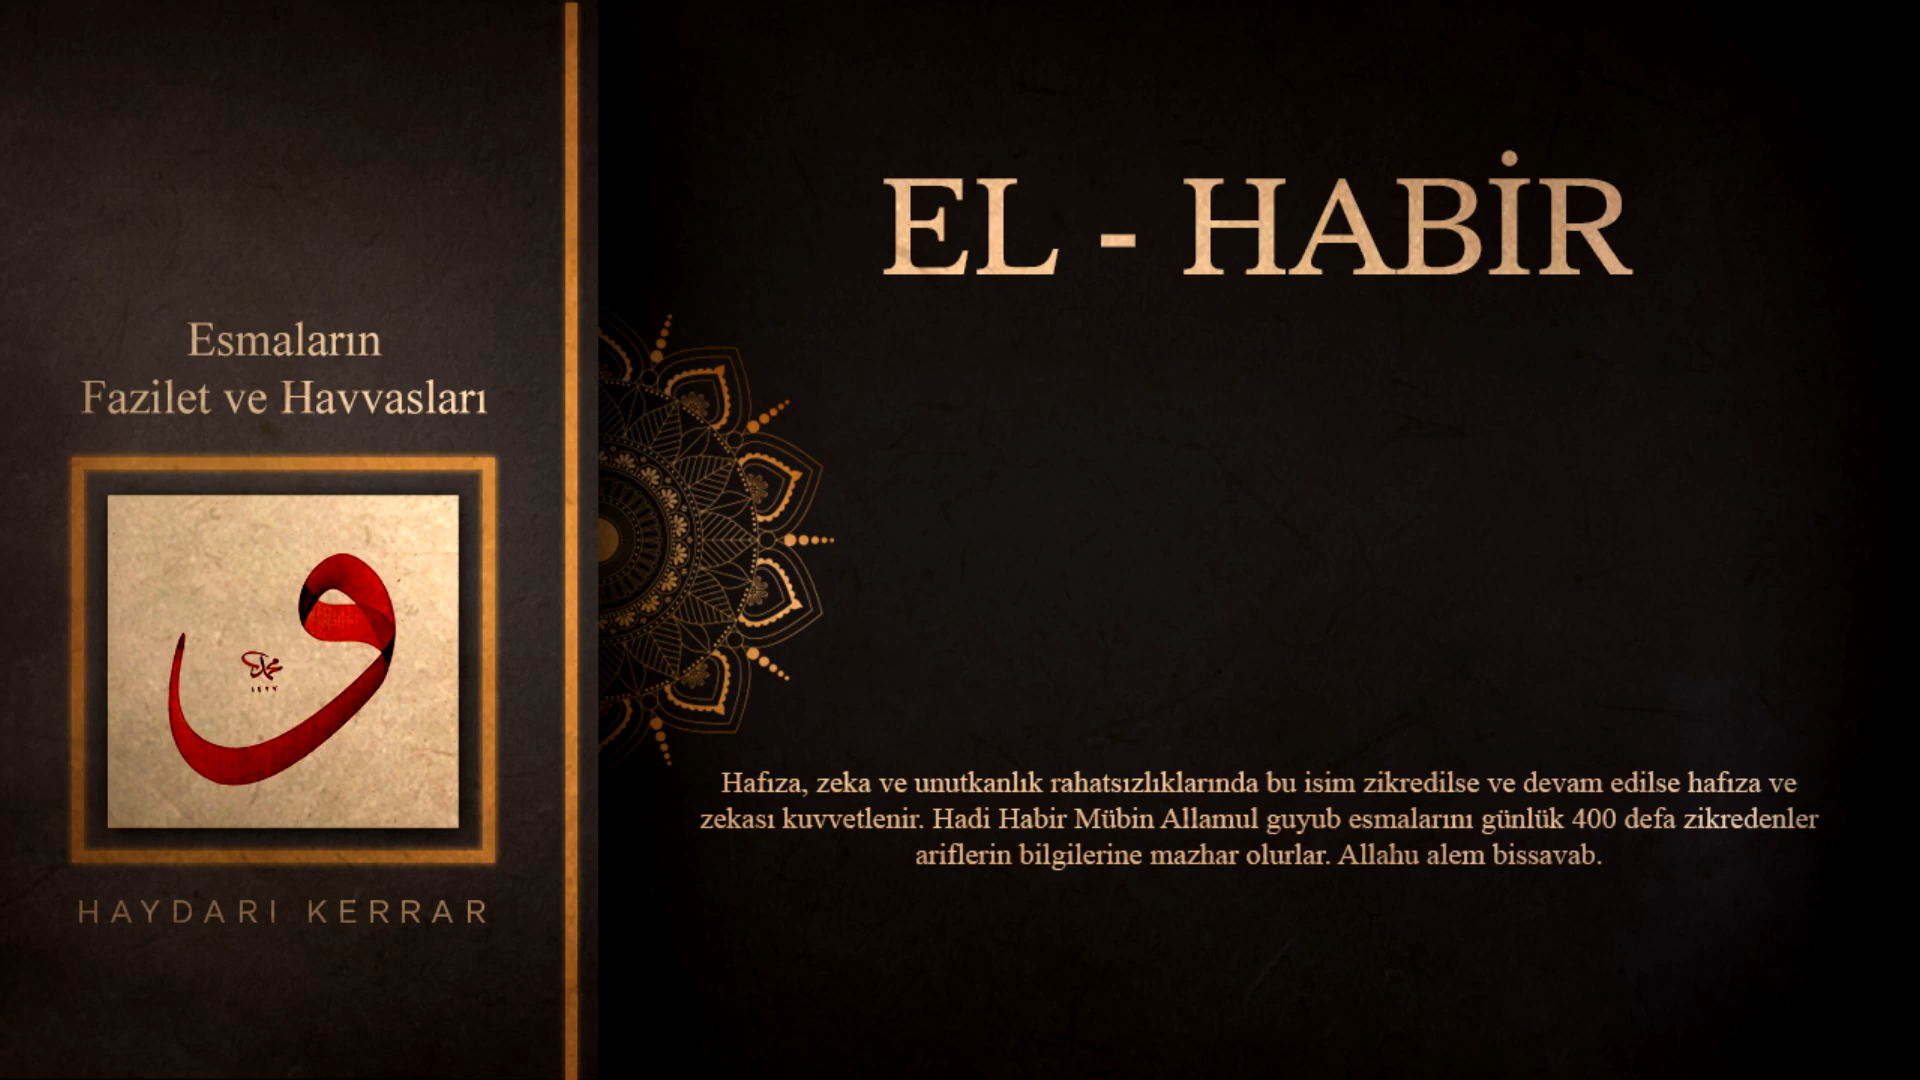 Esmaların
Fazilet ve Havvasları
و
محمد
١٤٢٢
HAYDARI KERRAR
EL - HABİR
Hafıza, zeka ve unutkanlık rahatsızlıklarında bu isim zikredilse ve devam edilse hafıza ve
zekası kuvvetlenir. Hadi Habir Mübin Allamul guyub esmalarını günlük 400 defa zikredenler
ariflerin bilgilerine mazhar olurlar. Allahu alem bissavab.